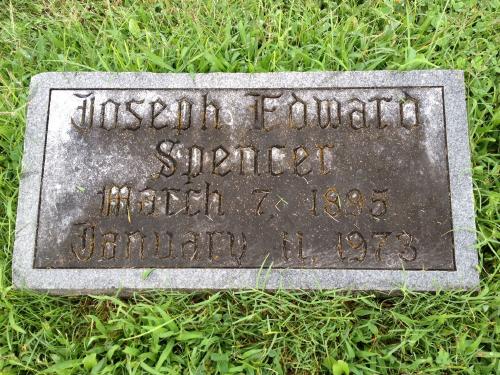 Joseph Edward
Spencer
March 7, 1895
January 11, 1973